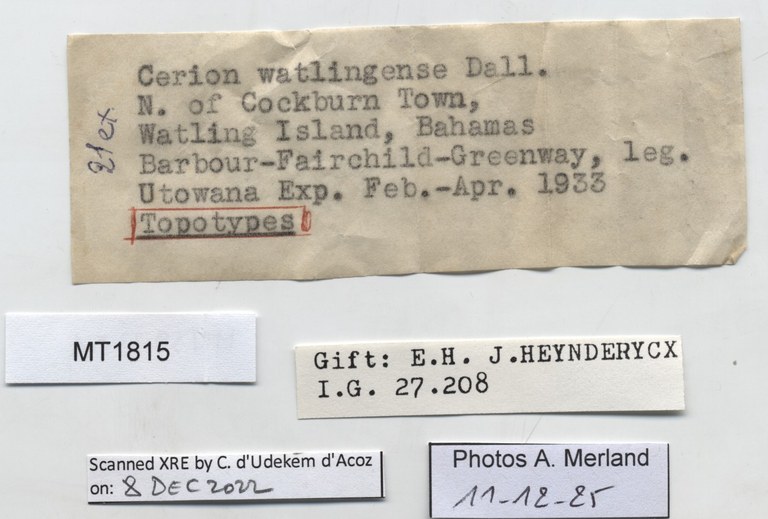 Cerion watlingense Dall.
N. of Cockburn Town,
Watling Island, Bahamas
Barbour-Fairchild-Greenway, leg.
Utowana Exp. Feb.-Apr. 1933
Topotypes
21 ex.
MT1815
Gift: E.H. J.HEYNDERYCX
I.G. 27.208
Scanned XRE by C. d'Udekem d'Acoz
on: 8 DEC 2022
Photos A. Merland
11-12-25